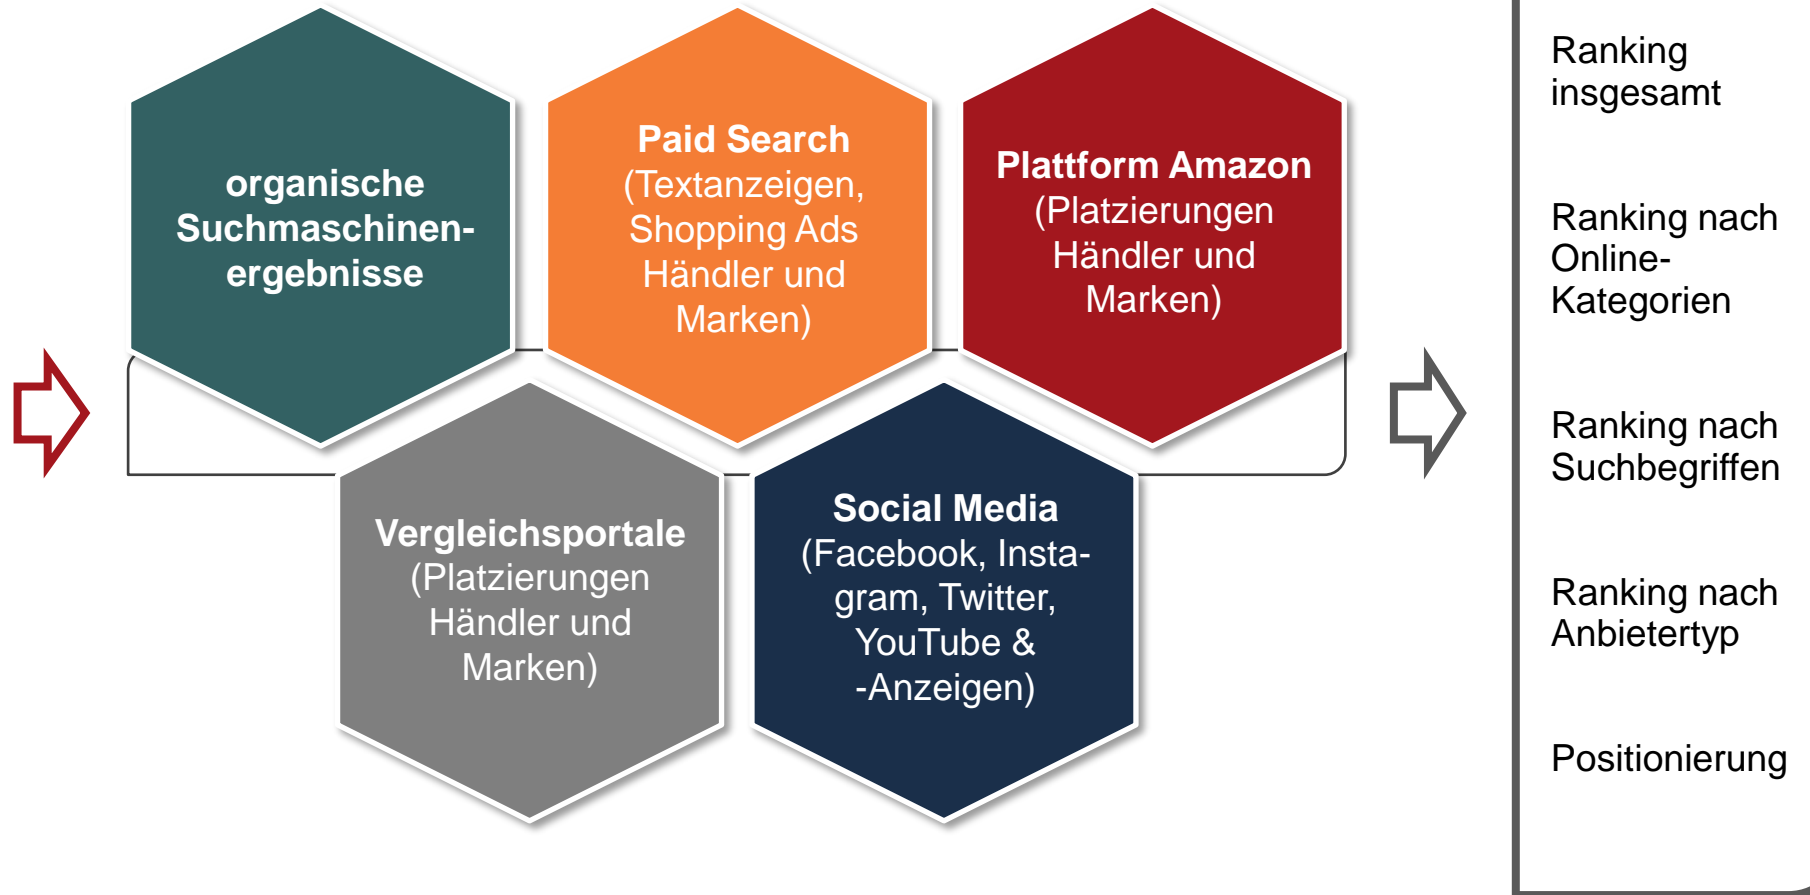 organische
Suchmaschinen-
ergebnisse
Paid Search
(Textanzeigen,
Shopping Ads
Händler und
Marken)
Plattform Amazon
(Platzierungen
Händler und
Marken)
Vergleichsportale
(Platzierungen
Händler und
Marken)
Social Media
(Facebook, Insta-
gram, Twitter,
YouTube &
-Anzeigen)
Ranking
insgesamt
Ranking nach
Online-
Kategorien
Ranking nach
Suchbegriffen
Ranking nach
Anbietertyp
Positionierung